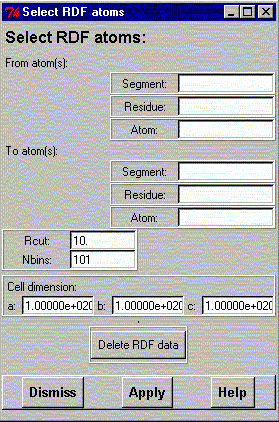 Select RDF atoms
Select RDF atoms:
From atom(s):
Segment:
Residue:
Atom:
To atom(s):
Segment:
Residue:
Atom:
Rcut: 10.
Nbins: 101
Cell dimension:
a: 1.00000e+020 b: 1.00000e+020 c: 1.00000e+020
Delete RDF data
Dismiss Apply Help